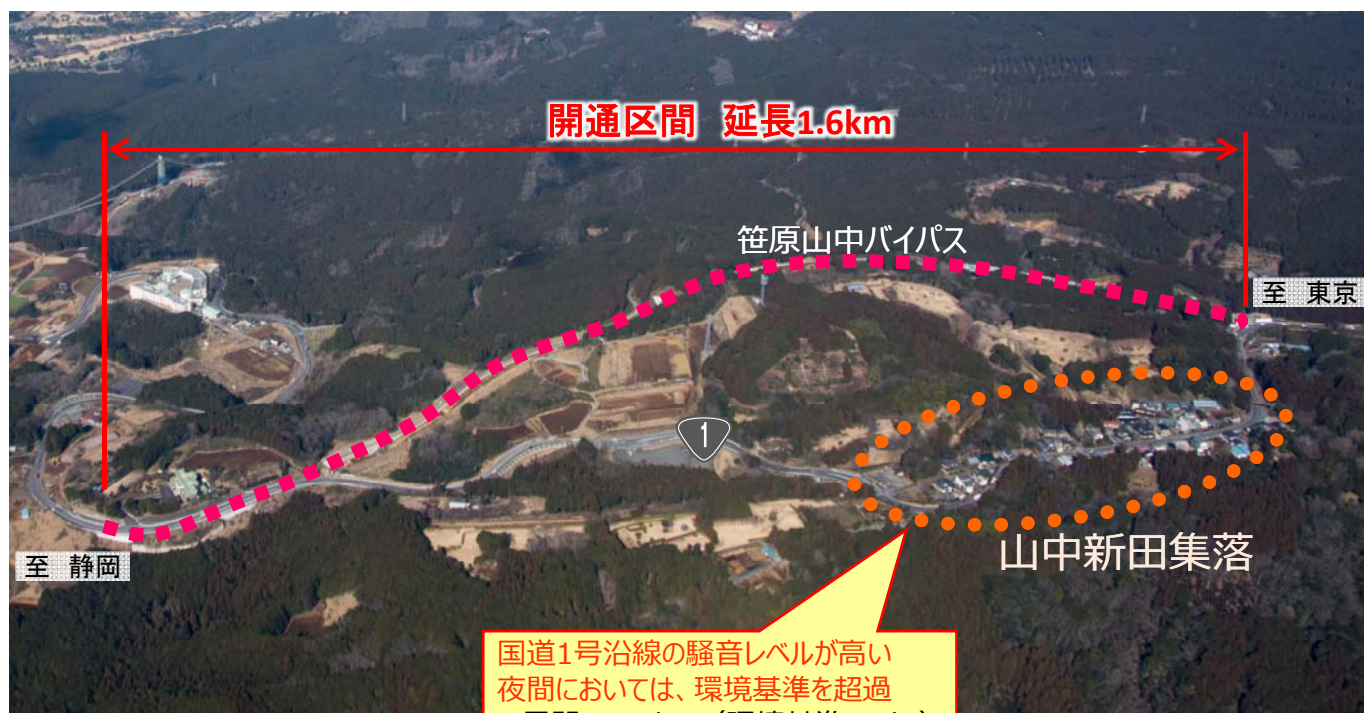 開通区間 延長1.6km
笹原山中バイパス
至 東京
1
山中新田集落
至 静岡
国道1号沿線の騒音レベルが高い
夜間においては、環境基準を超過